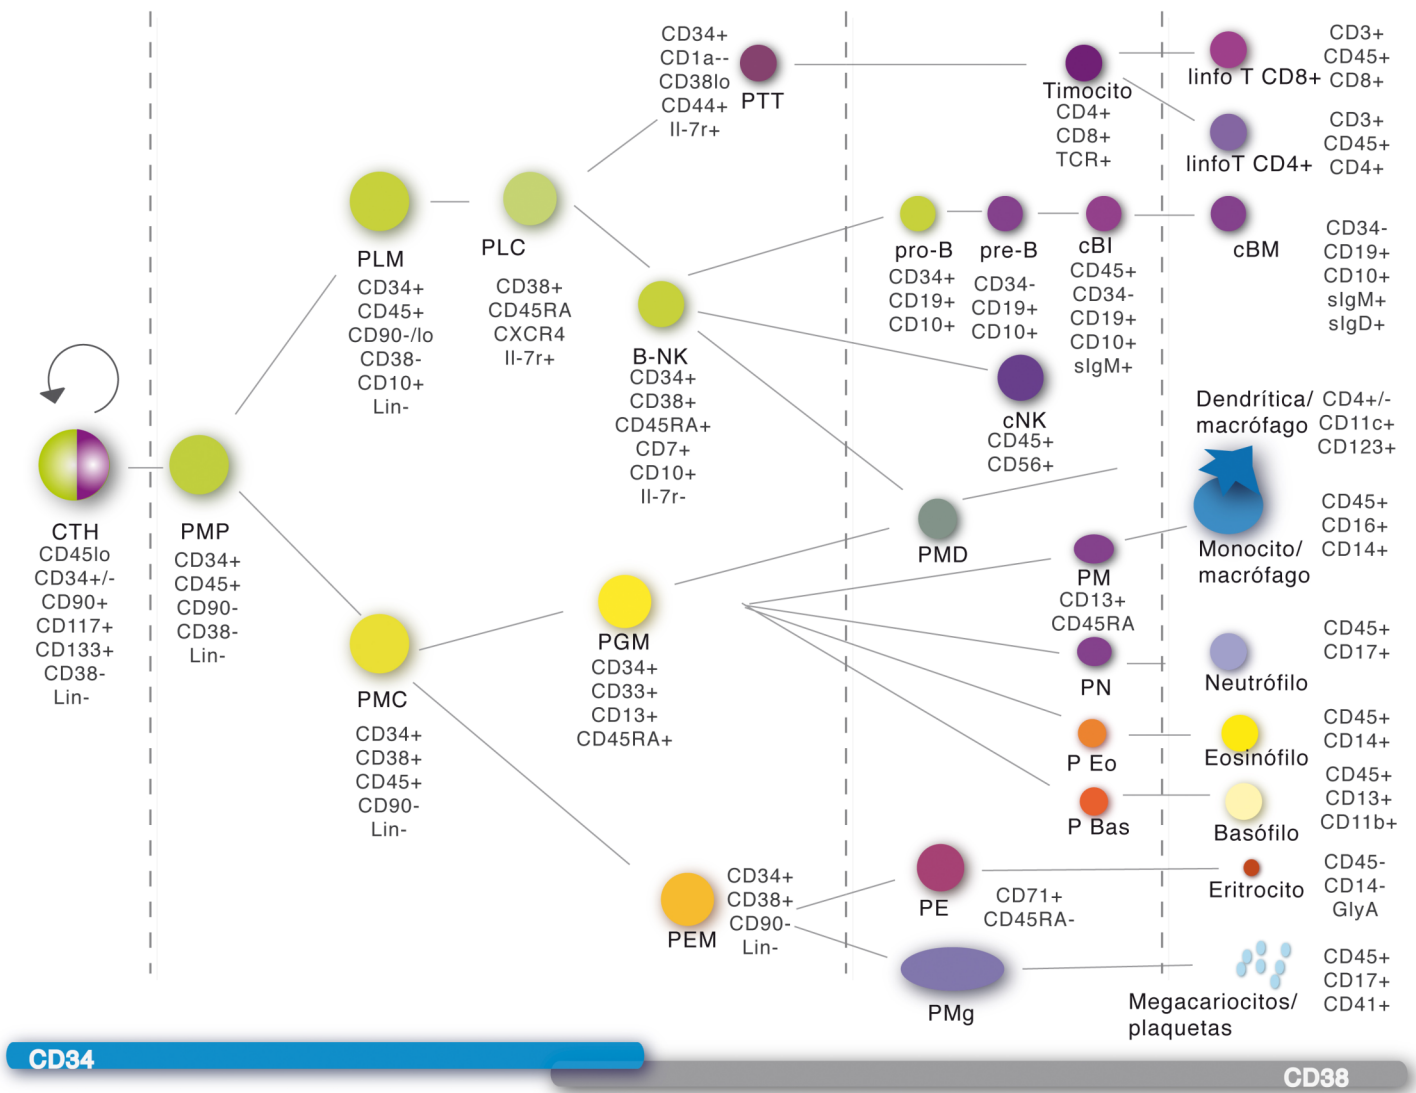 CD34+
CD1a--
CD38lo
CD44+
Il-7r+
PTT
Timocito
CD4+
CD8+
TCR+
linfo T CD8+
CD3+
CD45+
CD8+
linfoT CD4+
CD3+
CD45+
CD4+
PLM
CD34+
CD45+
CD90-/lo
CD38-
CD10+
Lin-
PLC
CD38+
CD45RA
CXCR4
Il-7r+
B-NK
CD34+
CD38+
CD45RA+
CD7+
CD10+
Il-7r-
pro-B
CD34+
CD19+
CD10+
pre-B
CD34-
CD19+
CD10+
cBI
CD45+
CD34-
CD19+
CD10+
sIgM+
cBM
CD34-
CD19+
CD10+
sIgM+
sIgD+
cNK
CD45+
CD56+
Dendrítica/
macrófago
CD4+/-
CD11c+
CD123+
CTH
CD45lo
CD34+/-
CD90+
CD117+
CD133+
CD38-
Lin-
PMP
CD34+
CD45+
CD90-
CD38-
Lin-
PMD
Monocito/
macrófago
CD45+
CD16+
CD14+
PM
CD13+
CD45RA
PMC
CD34+
CD38+
CD45+
CD90-
Lin-
PGM
CD34+
CD33+
CD13+
CD45RA+
PN
Neutrófilo
CD45+
CD17+
P Eo
Eosinófilo
CD45+
CD14+
P Bas
Basófilo
CD45+
CD13+
CD11b+
PEM
CD34+
CD38+
CD90-
Lin-
PE
CD71+
CD45RA-
Eritrocito
CD45-
CD14-
GlyA
PMg
Megacariocitos/
plaquetas
CD45+
CD17+
CD41+
CD34
CD38